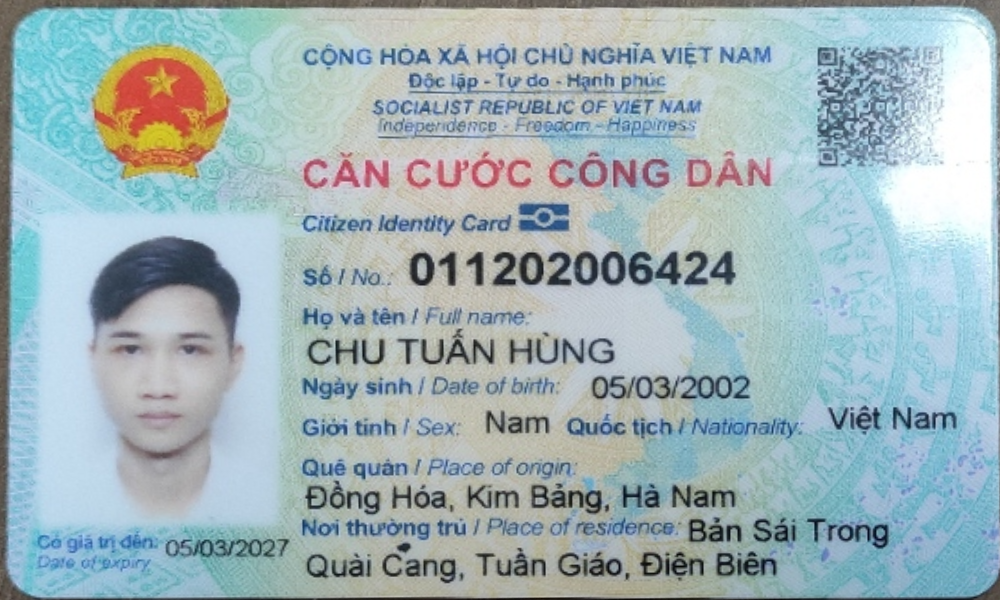 CỘNG HÒA XÃ HỘI CHỦ NGHĨA VIỆT NAM
Độc lập - Tự do - Hạnh phúc
SOCIALIST REPUBLIC OF VIET NAM
Independence - Freedom - Happiness
CĂN CƯỚC CÔNG DÂN
Citizen Identity Card
Số / No.: 011202006424
Họ và tên / Full name:
CHU TUẤN HÙNG
Ngày sinh / Date of birth: 05/03/2002
Giới tính / Sex: Nam Quốc tịch / Nationality: Việt Nam
Quê quán / Place of origin:
Đồng Hóa, Kim Bảng, Hà Nam
Nơi thường trú / Place of residence: Bản Sái Trong
Quài Cang, Tuần Giáo, Điện Biên
Có giá trị đến: 05/03/2027
Date of expiry